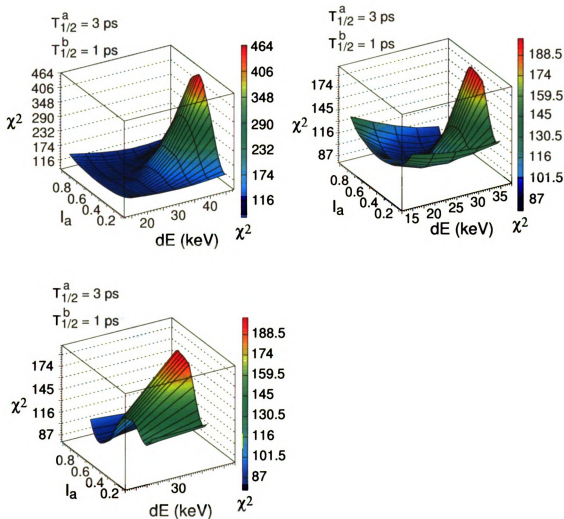 T^a_1/2 = 3 ps
T^b_1/2 = 1 ps
464
406
348
290
232
174
116
χ²
0.8
0.6
0.4
0.2
I_a
20 30 40
dE (keV)
464
406
348
290
232
174
116
χ²
T^a_1/2 = 3 ps
T^b_1/2 = 1 ps
174
145
116
87
χ²
0.8
0.6
0.4
0.2
I_a
15 20 25 30 35
dE (keV)
188.5
174
159.5
145
130.5
116
101.5
87
χ²
T^a_1/2 = 3 ps
T^b_1/2 = 1 ps
174
145
116
87
χ²
0.8
0.6
0.4
0.2
I_a
30
dE (keV)
188.5
174
159.5
145
130.5
116
101.5
87
χ²